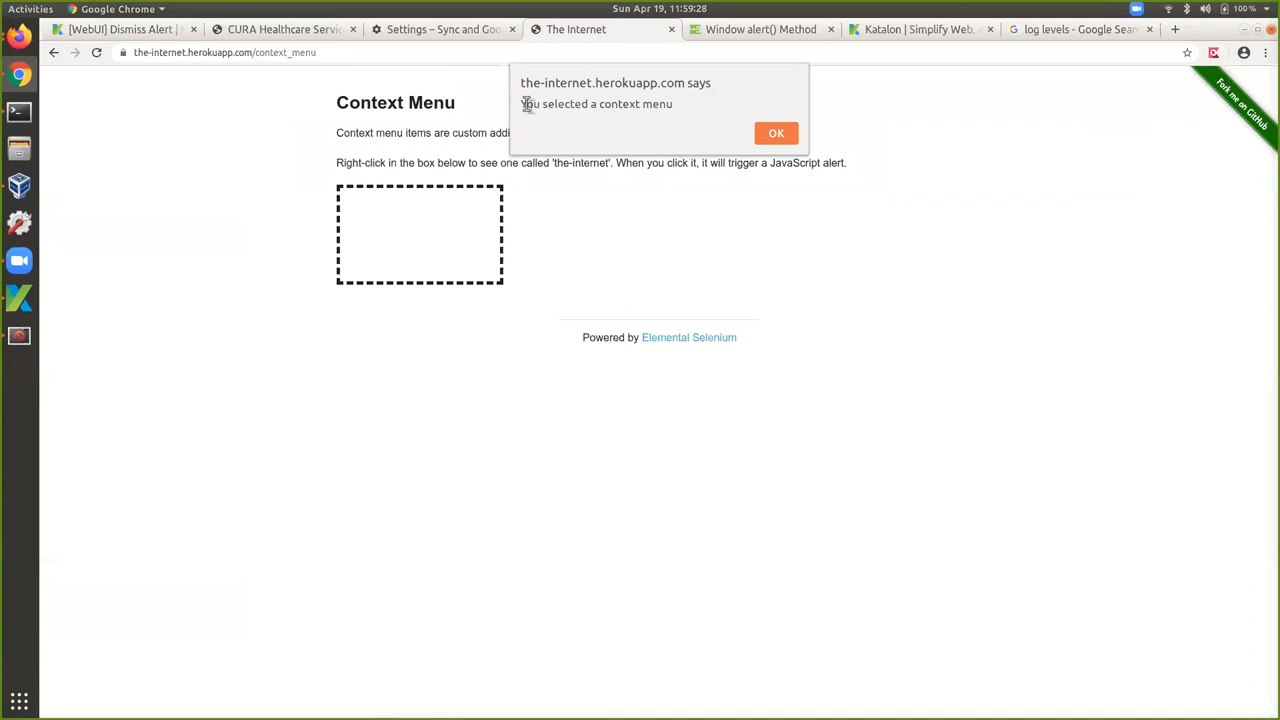 Activities
Google Chrome
Sun Apr 19, 11:59:28
100 %
[WebUI] Dismiss Alert | K
CURA Healthcare Servic
Settings – Sync and Goo
The Internet
Window alert() Method
Katalon | Simplify Web, A
log levels - Google Sear
the-internet.herokuapp.com/context_menu
the-internet.herokuapp.com says
You selected a context menu
OK
Fork me on GitHub
Context Menu
Context menu items are custom addi
Right-click in the box below to see one called 'the-internet'. When you click it, it will trigger a JavaScript alert.
Powered by Elemental Selenium